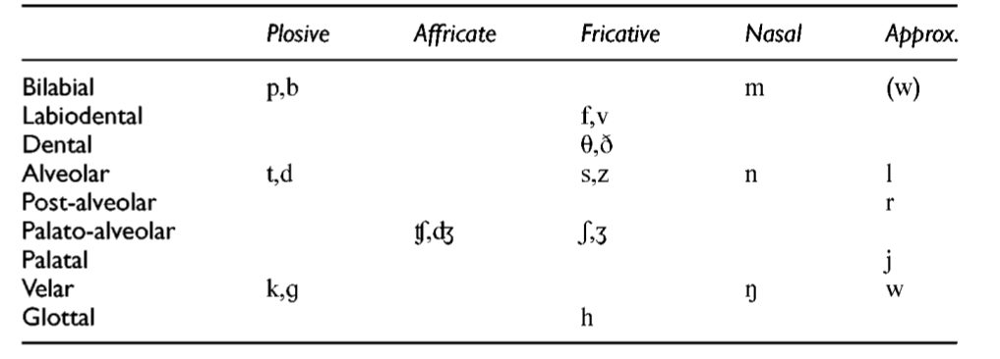 Plosive Affricate Fricative Nasal Approx.
Bilabial p,b m (w)
Labiodental f,v
Dental θ,ð
Alveolar t,d s,z n l
Post-alveolar r
Palato-alveolar ʧ,ʤ ʃ,ʒ
Palatal j
Velar k,g ŋ w
Glottal h